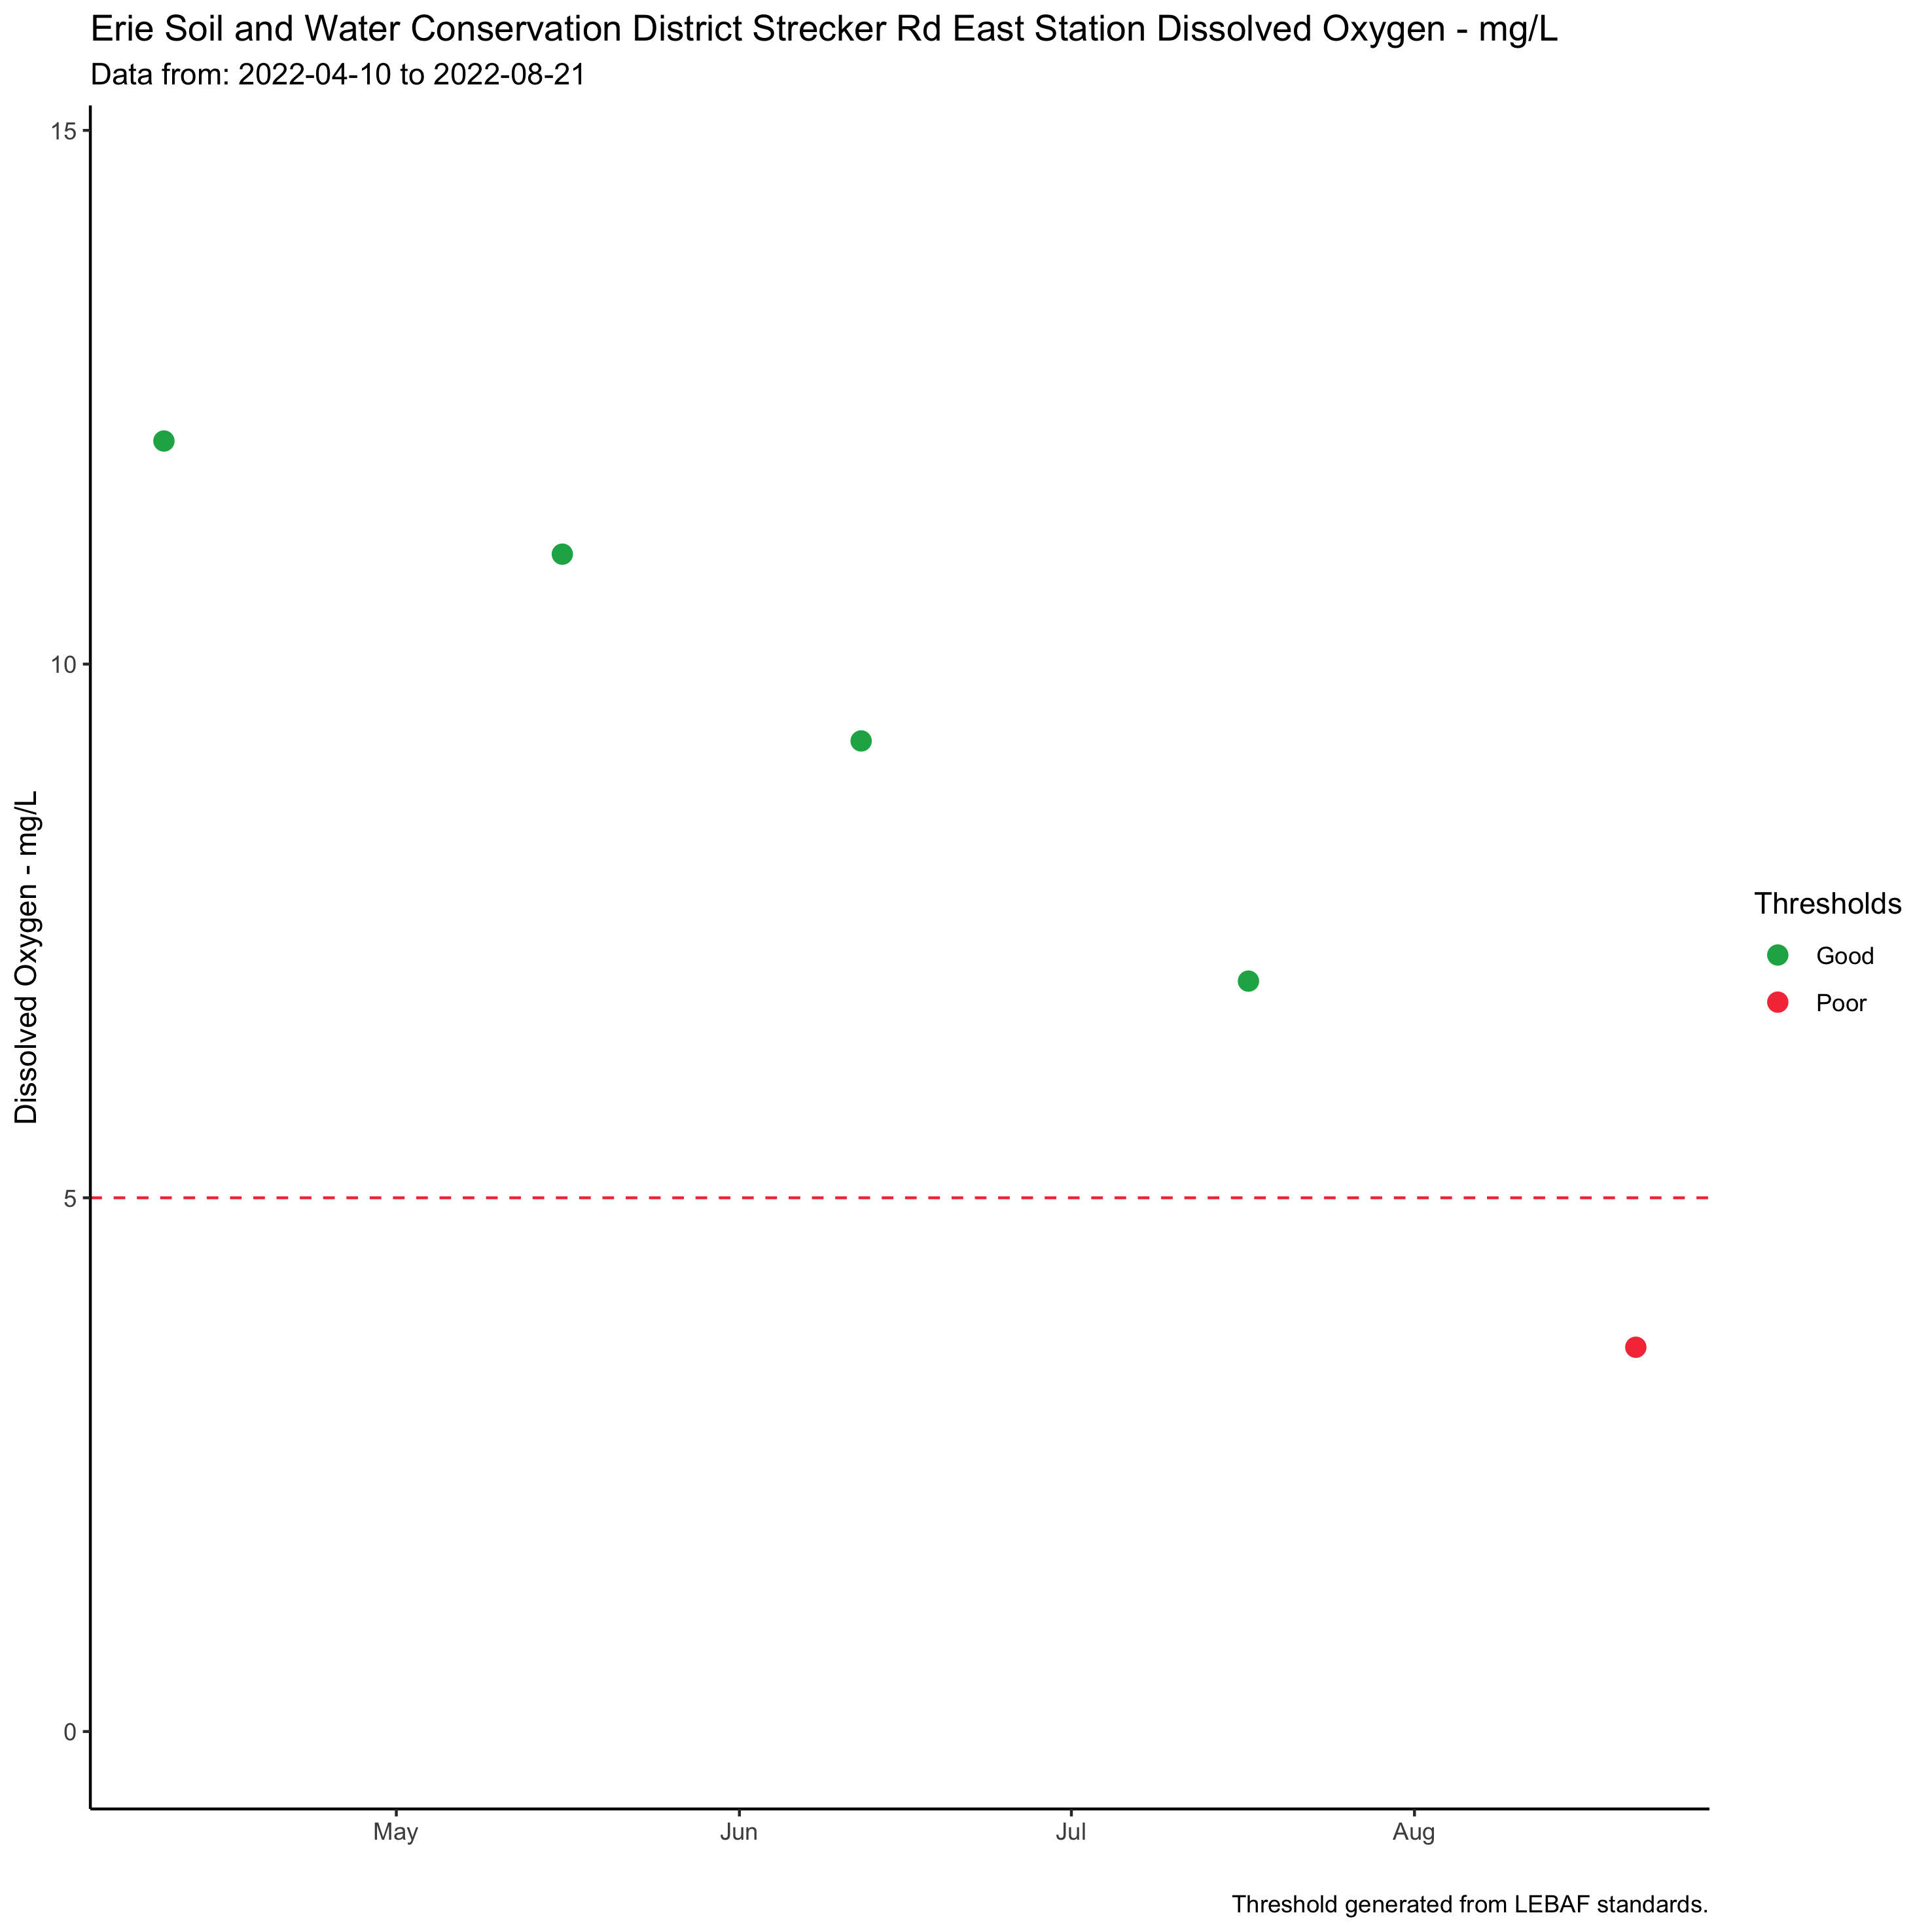 Erie Soil and Water Conservation District Strecker Rd East Station Dissolved Oxygen - mg/L
Data from: 2022-04-10 to 2022-08-21
15
10
5
0
Dissolved Oxygen - mg/L
May Jun Jul Aug
Thresholds
Good
Poor
Threshold generated from LEBAF standards.